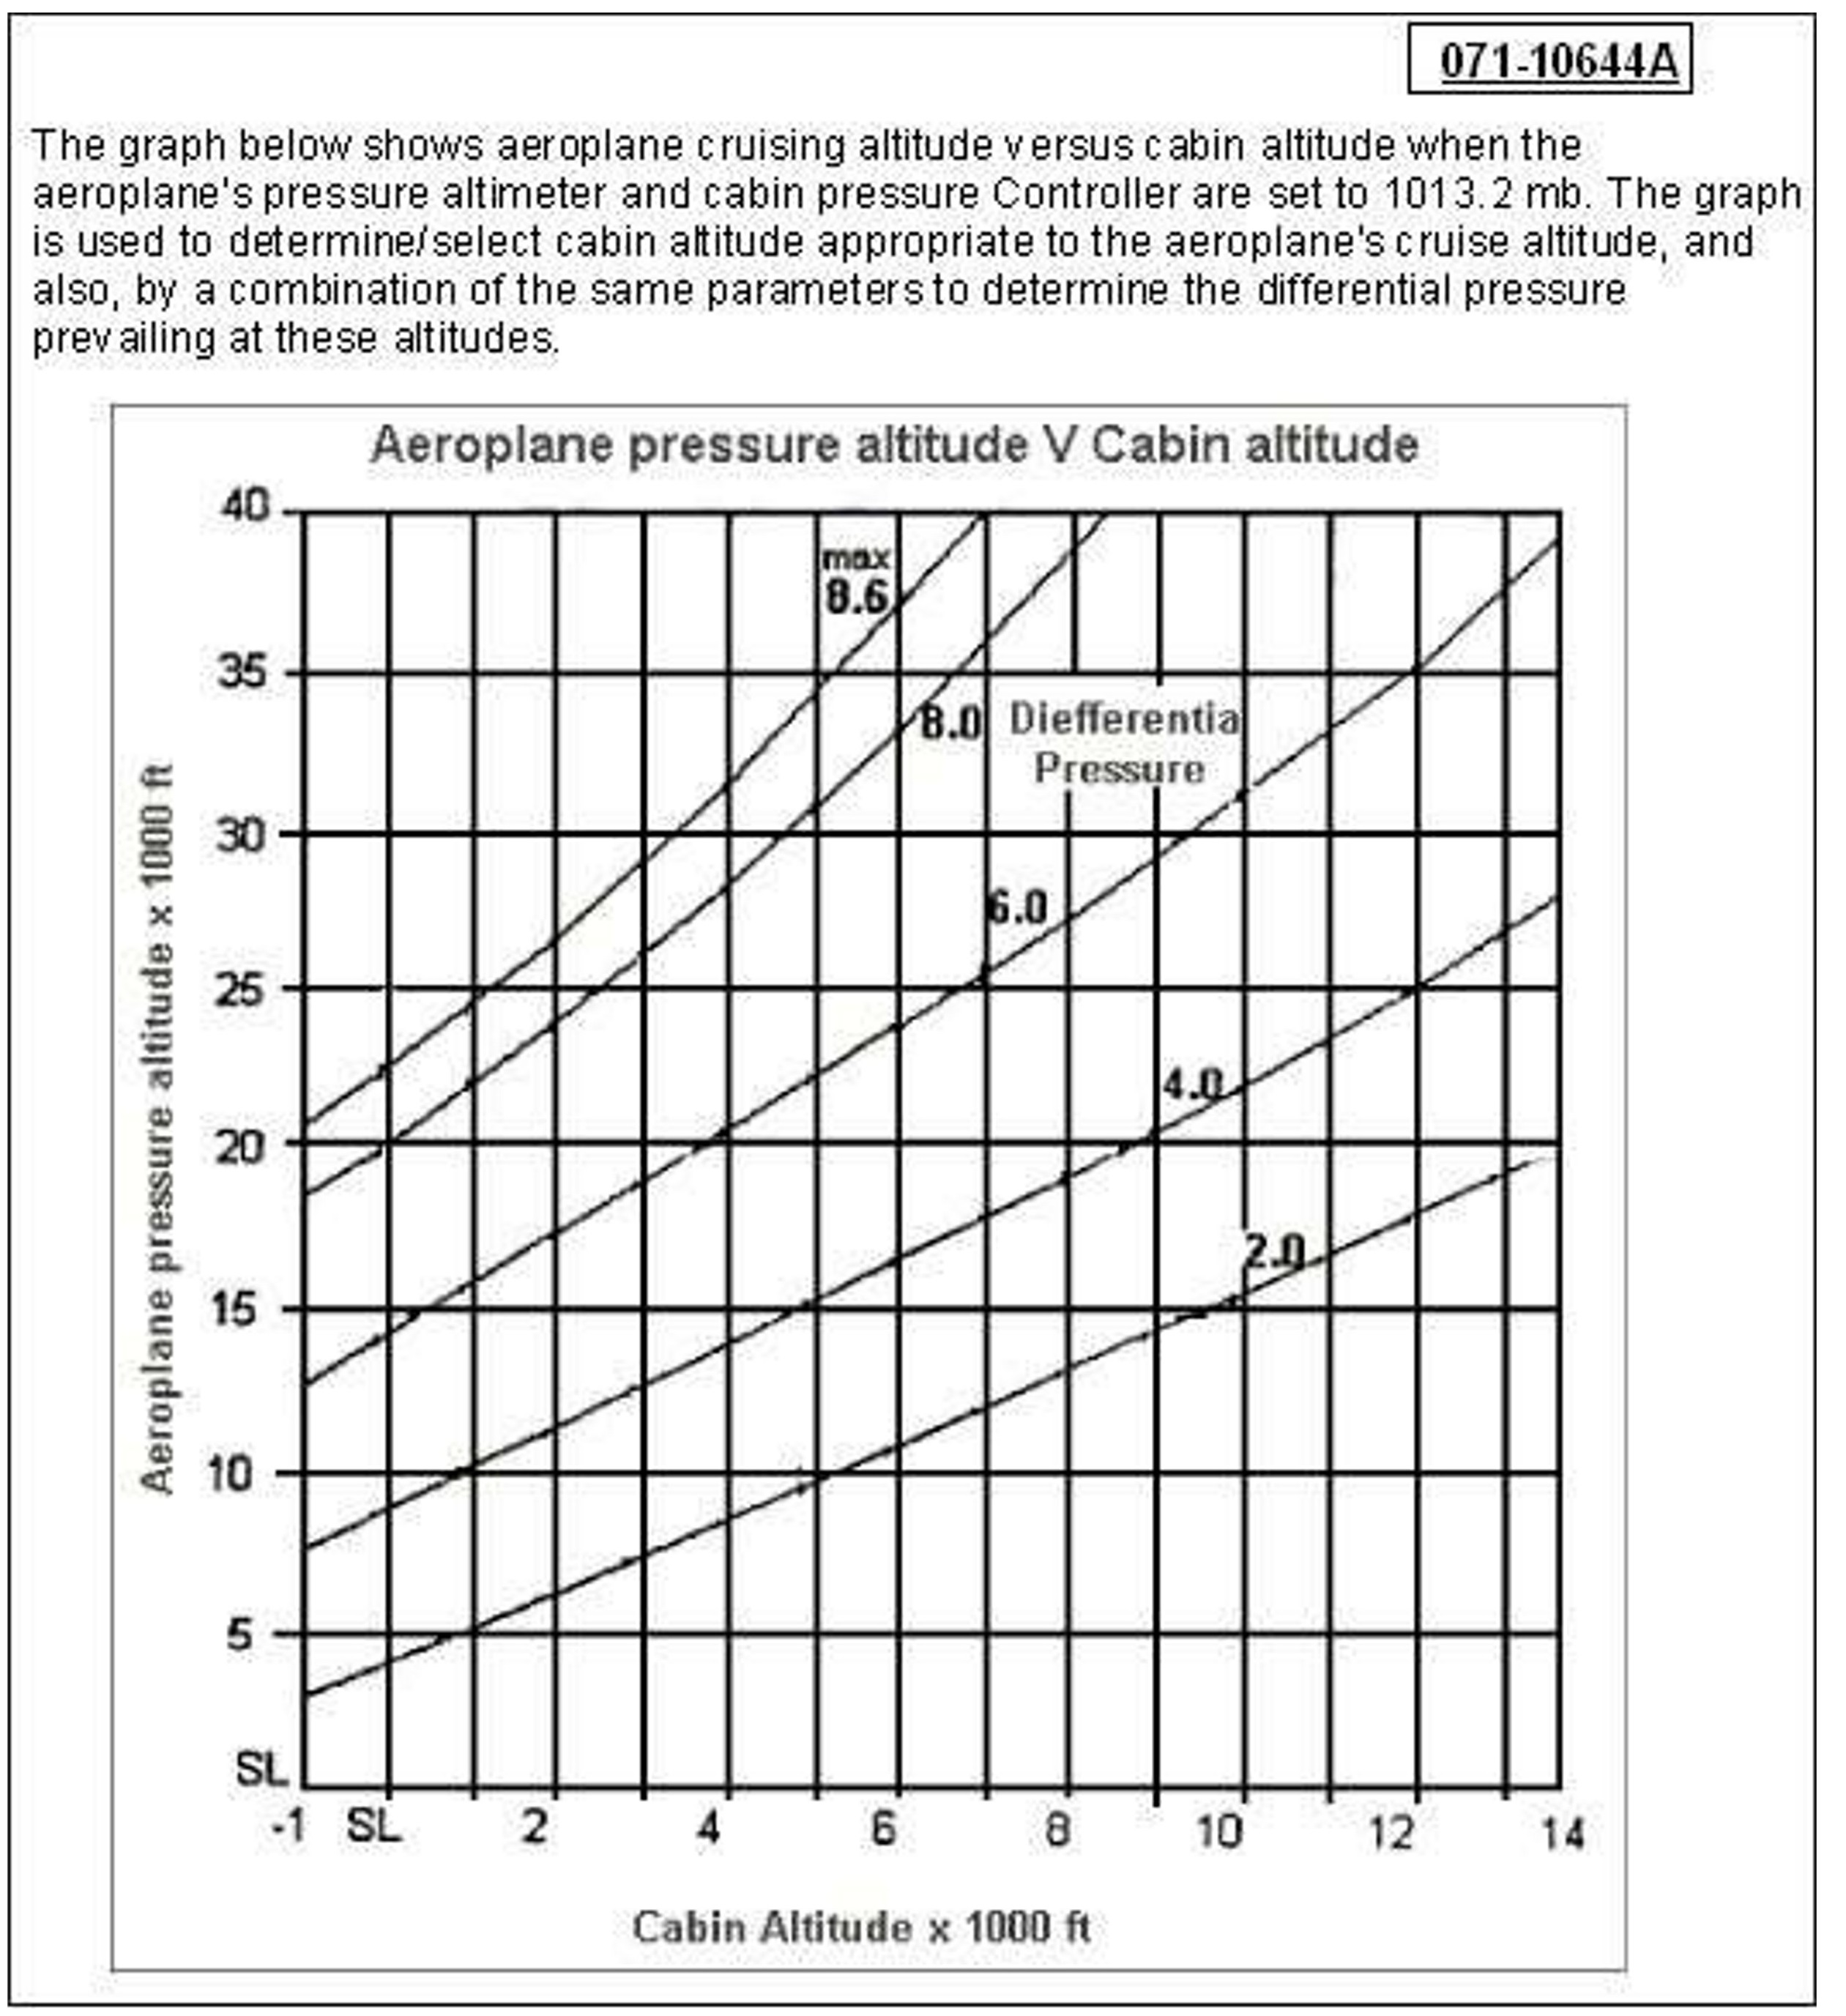 071-10644A
The graph below shows aeroplane cruising altitude versus cabin altitude when the
aeroplane's pressure altimeter and cabin pressure Controller are set to 1013.2 mb. The graph
is used to determine/select cabin altitude appropriate to the aeroplane's cruise altitude, and
also, by a combination of the same parameters to determine the differential pressure
prevailing at these altitudes.
Aeroplane pressure altitude V Cabin altitude
40
max
8.6
35
8.0
Diefferentia
Pressure
30
6.0
25
4.0
20
2.0
15
10
5
SL
Aeroplane pressure altitude x 1000 ft
-1 SL 2 4 6 8 10 12 14
Cabin Altitude x 1000 ft